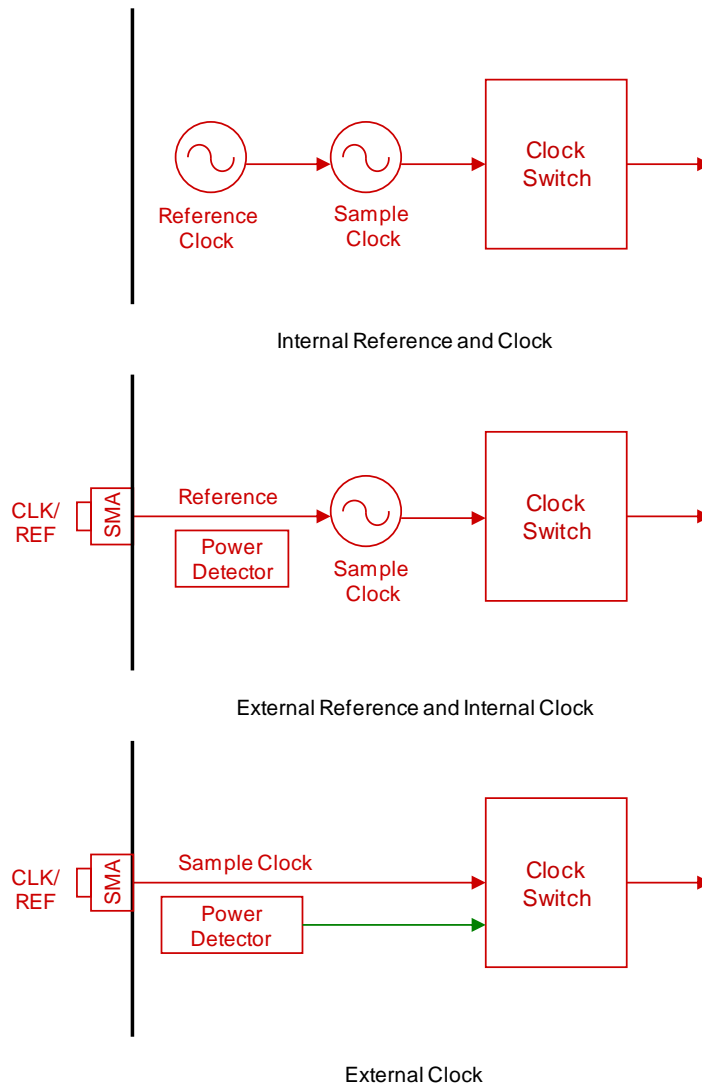 Clock
Switch
Reference
Clock
Sample
Clock
Internal Reference and Clock
CLK/
REF
SMA
Reference
Power
Detector
Sample
Clock
Clock
Switch
External Reference and Internal Clock
CLK/
REF
SMA
Sample Clock
Power
Detector
Clock
Switch
External Clock